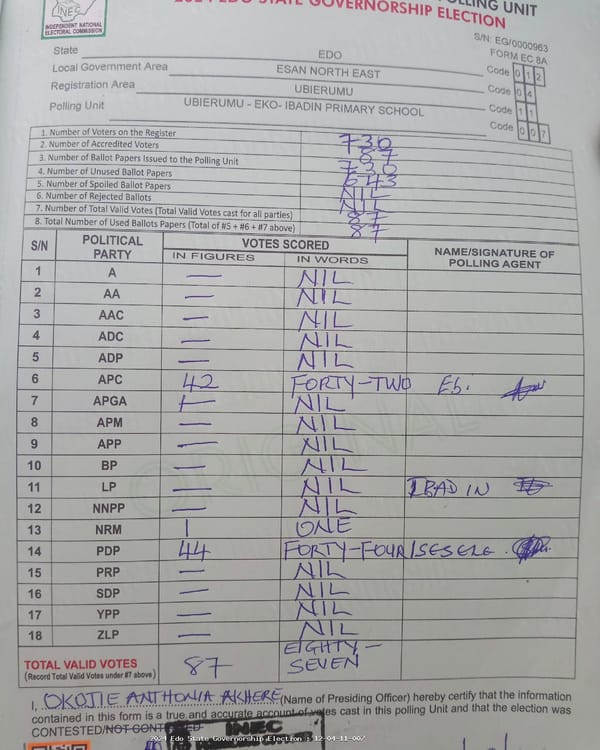 POLLING UNIT
2024 EDO STATE GOVERNORSHIP ELECTION
INEC
INDEPENDENT NATIONAL
ELECTORAL COMMISSION
S/N: EG/0000963
FORM EC 8A
State EDO Code 0 1 2
Local Government Area ESAN NORTH EAST Code 0 4
Registration Area UBIERUMU Code 1 1
Polling Unit UBIERUMU - EKO- IBADIN PRIMARY SCHOOL Code 0 0 7
1. Number of Voters on the Register 730
2. Number of Accredited Voters 87
3. Number of Ballot Papers Issued to the Polling Unit 730
4. Number of Unused Ballot Papers 643
5. Number of Spoiled Ballot Papers NIL
6. Number of Rejected Ballots NIL
7. Number of Total Valid Votes (Total Valid Votes cast for all parties) 87
8. Total Number of Used Ballots Papers (Total of #5 + #6 + #7 above) 87
S/N POLITICAL PARTY VOTES SCORED NAME/SIGNATURE OF POLLING AGENT
IN FIGURES IN WORDS
1 A — NIL
2 AA — NIL
3 AAC — NIL
4 ADC — NIL
5 ADP — NIL
6 APC 42 FORTY-TWO
7 APGA — NIL
8 APM — NIL
9 APP — NIL
10 BP — NIL
11 LP — NIL IBADIN
12 NNPP — NIL
13 NRM 1 ONE
14 PDP 44 FORTY-FOUR
15 PRP — NIL
16 SDP — NIL
17 YPP — NIL
18 ZLP — NIL
TOTAL VALID VOTES 87 EIGHTY-SEVEN
(Record Total Valid Votes under #7 above)
I, OKOJIE ANTHONIA AKHERE (Name of Presiding Officer) hereby certify that the information
contained in this form is a true and accurate account of votes cast in this polling Unit and that the election was
CONTESTED/NOT CONTESTED
INEC
2024 Edo State Governorship Election : 12-04-11-007